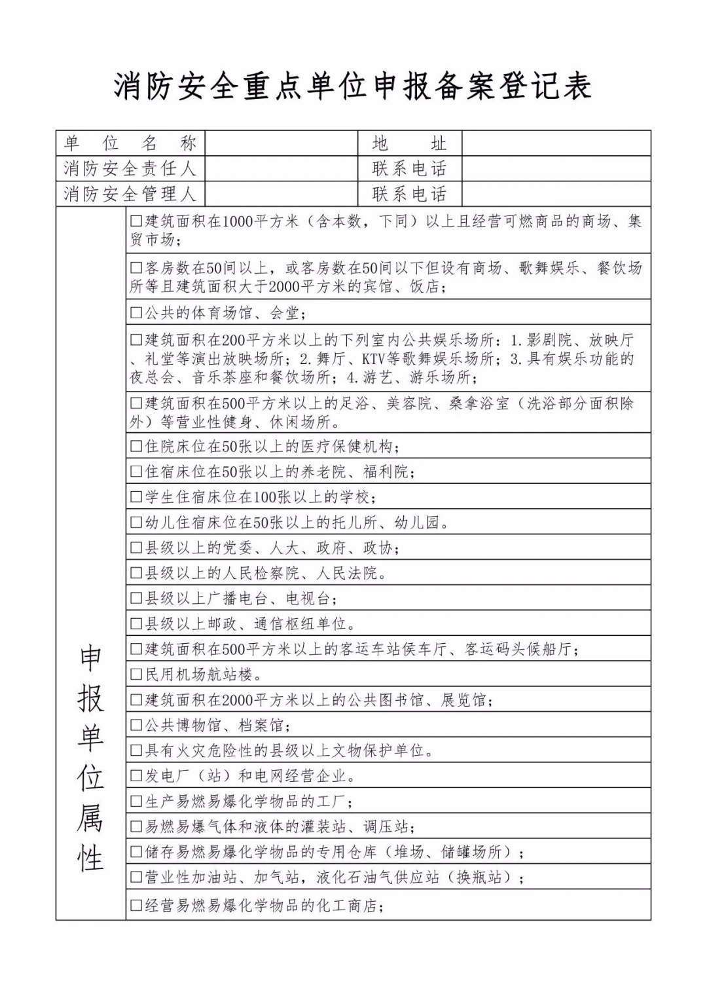 消防安全重点单位申报备案登记表
单位名称 地址
消防安全责任人 联系电话
消防安全管理人 联系电话
□建筑面积在1000平方米（含本数，下同）以上且经营可燃商品的商场、集
贸市场；
□客房数在50间以上，或客房数在50间以下但设有商场、歌舞娱乐、餐饮场
所等且建筑面积大于2000平方米的宾馆、饭店；
□公共的体育场馆、会堂；
□建筑面积在200平方米以上的下列室内公共娱乐场所：1.影剧院、放映厅
、礼堂等演出放映场所；2.舞厅、KTV等歌舞娱乐场所；3.具有娱乐功能的
夜总会、音乐茶座和餐饮场所；4.游艺、游乐场所；
□建筑面积在500平方米以上的足浴、美容院、桑拿浴室（洗浴部分面积除
外）等营业性健身、休闲场所。
□住院床位在50张以上的医疗保健机构；
□住宿床位在50张以上的养老院、福利院；
□学生住宿床位在100张以上的学校；
□幼儿住宿床位在50张以上的托儿所、幼儿园。
□县级以上的党委、人大、政府、政协；
□县级以上的人民检察院、人民法院。
□县级以上广播电台、电视台；
□县级以上邮政、通信枢纽单位。
□建筑面积在500平方米以上的客运车站侯车厅、客运码头候船厅；
□民用机场航站楼。
□建筑面积在2000平方米以上的公共图书馆、展览馆；
□公共博物馆、档案馆；
□具有火灾危险性的县级以上文物保护单位。
□发电厂（站）和电网经营企业。
□生产易燃易爆化学物品的工厂；
□易燃易爆气体和液体的灌装站、调压站；
□储存易燃易爆化学物品的专用仓库（堆场、储罐场所）；
□营业性加油站、加气站，液化石油气供应站（换瓶站）；
□经营易燃易爆化学物品的化工商店；
申
报
单
位
属
性